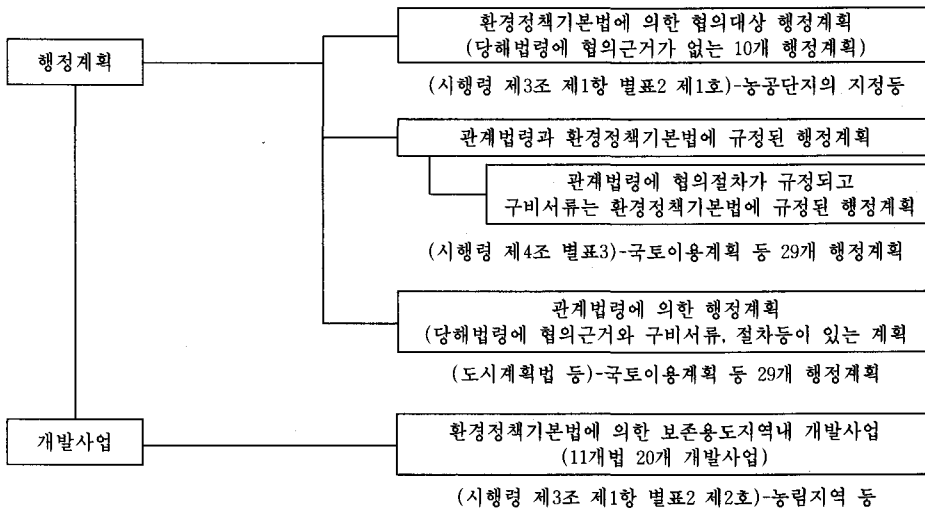 행정계획
환경정책기본법에 의한 협의대상 행정계획
(당해법령에 협의근거가 없는 10개 행정계획)
(시행령 제3조 제1항 별표2 제1호)-농공단지의 지정등
관계법령과 환경정책기본법에 규정된 행정계획
관계법령에 협의절차가 규정되고
구비서류는 환경정책기본법에 규정된 행정계획
(시행령 제4조 별표3)-국토이용계획 등 29개 행정계획
관계법령에 의한 행정계획
(당해법령에 협의근거와 구비서류, 절차등이 있는 계획
(도시계획법 등)-국토이용계획 등 29개 행정계획
개발사업
환경정책기본법에 의한 보존용도지역내 개발사업
(11개법 20개 개발사업)
(시행령 제3조 제1항 별표2 제2호)-농림지역 등